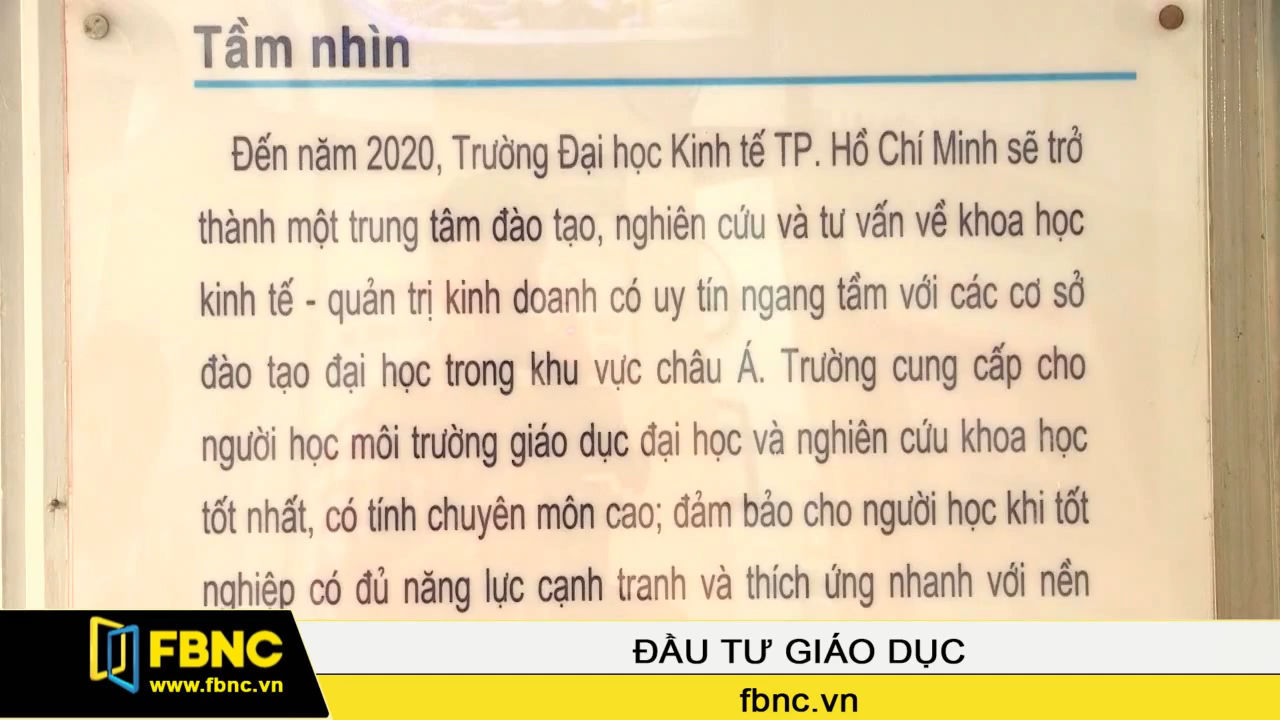 Tầm nhìn
Đến năm 2020, Trường Đại học Kinh tế TP. Hồ Chí Minh sẽ trở
thành một trung tâm đào tạo, nghiên cứu và tư vấn về khoa học
kinh tế - quản trị kinh doanh có uy tín ngang tầm với các cơ sở
đào tạo đại học trong khu vực châu Á. Trường cung cấp cho
người học môi trường giáo dục đại học và nghiên cứu khoa học
tốt nhất, có tính chuyên môn cao; đảm bảo cho người học khi tốt
nghiệp có đủ năng lực cạnh tranh và thích ứng nhanh với nền
FBNC
www.fbnc.vn
ĐẦU TƯ GIÁO DỤC
fbnc.vn